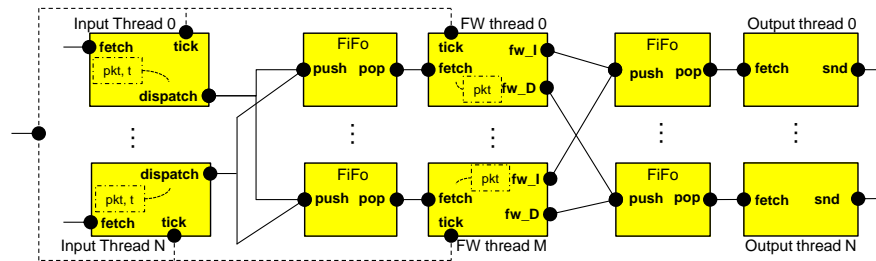 Input Thread 0
FW thread 0
Output thread 0
fetch
tick
pkt, t
dispatch
FiFo
push
pop
tick
fetch
pkt
fw_I
fw_D
FiFo
push
pop
fetch
snd
dispatch
pkt, t
fetch
tick
Input Thread N
FiFo
push
pop
pkt
fetch
tick
fw_I
fw_D
FW thread M
FiFo
push
pop
fetch
snd
Output thread N